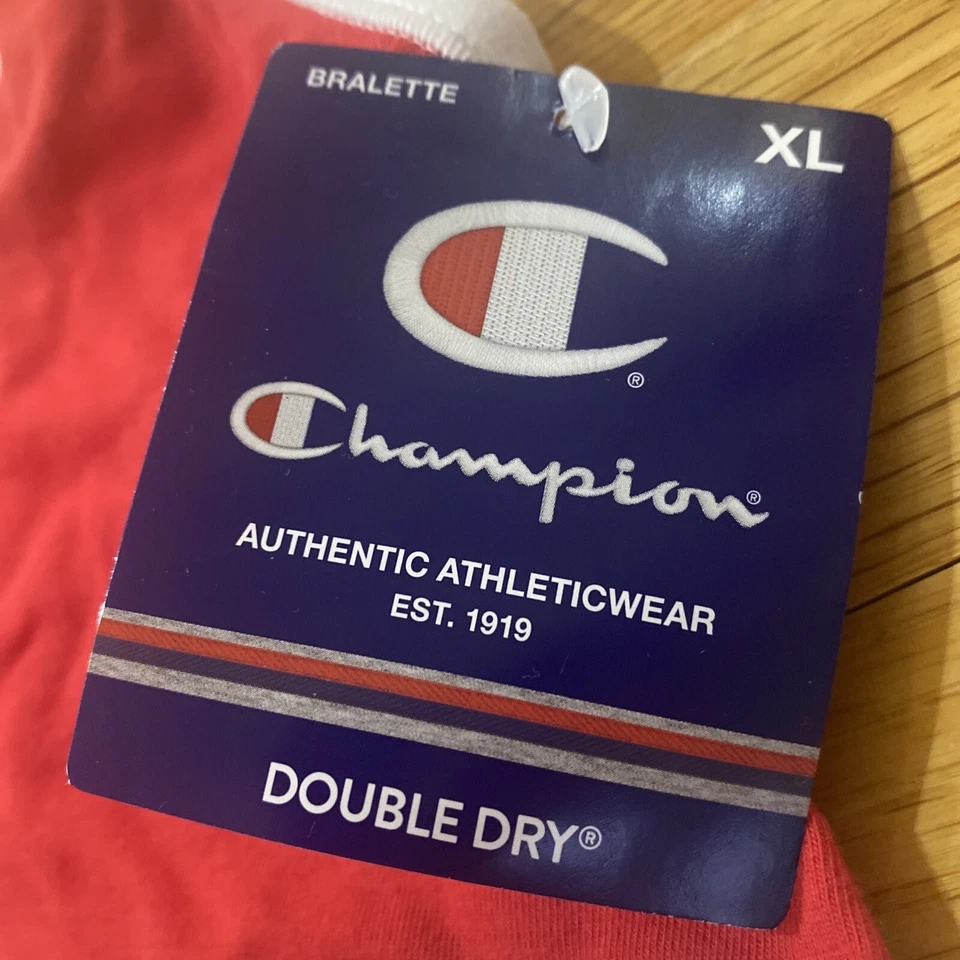 BRALETTE
XL
®
Champion®
AUTHENTIC ATHLETICWEAR
EST. 1919
DOUBLE DRY®